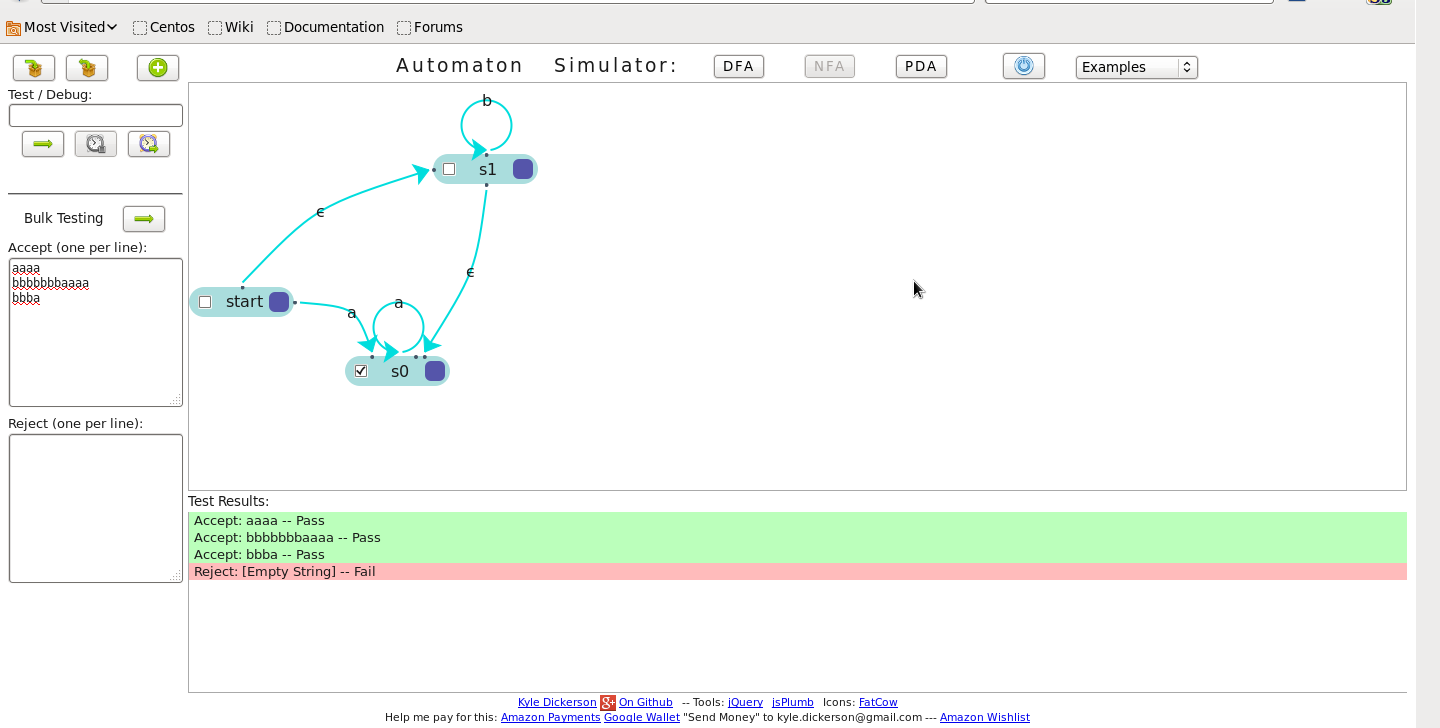 Most Visited Centos Wiki Documentation Forums
Automaton Simulator: DFA NFA PDA Examples
Test / Debug:
b
s1
ϵ
Bulk Testing
Accept (one per line):
aaaa
bbbbbbbaaaa
bbba
ϵ
start
a
a
s0
Reject (one per line):
Test Results:
Accept: aaaa -- Pass
Accept: bbbbbbbaaaa -- Pass
Accept: bbba -- Pass
Reject: [Empty String] -- Fail
Kyle Dickerson On Github -- Tools: jQuery jsPlumb Icons: FatCow
Help me pay for this: Amazon Payments Google Wallet "Send Money" to kyle.dickerson@gmail.com --- Amazon Wishlist